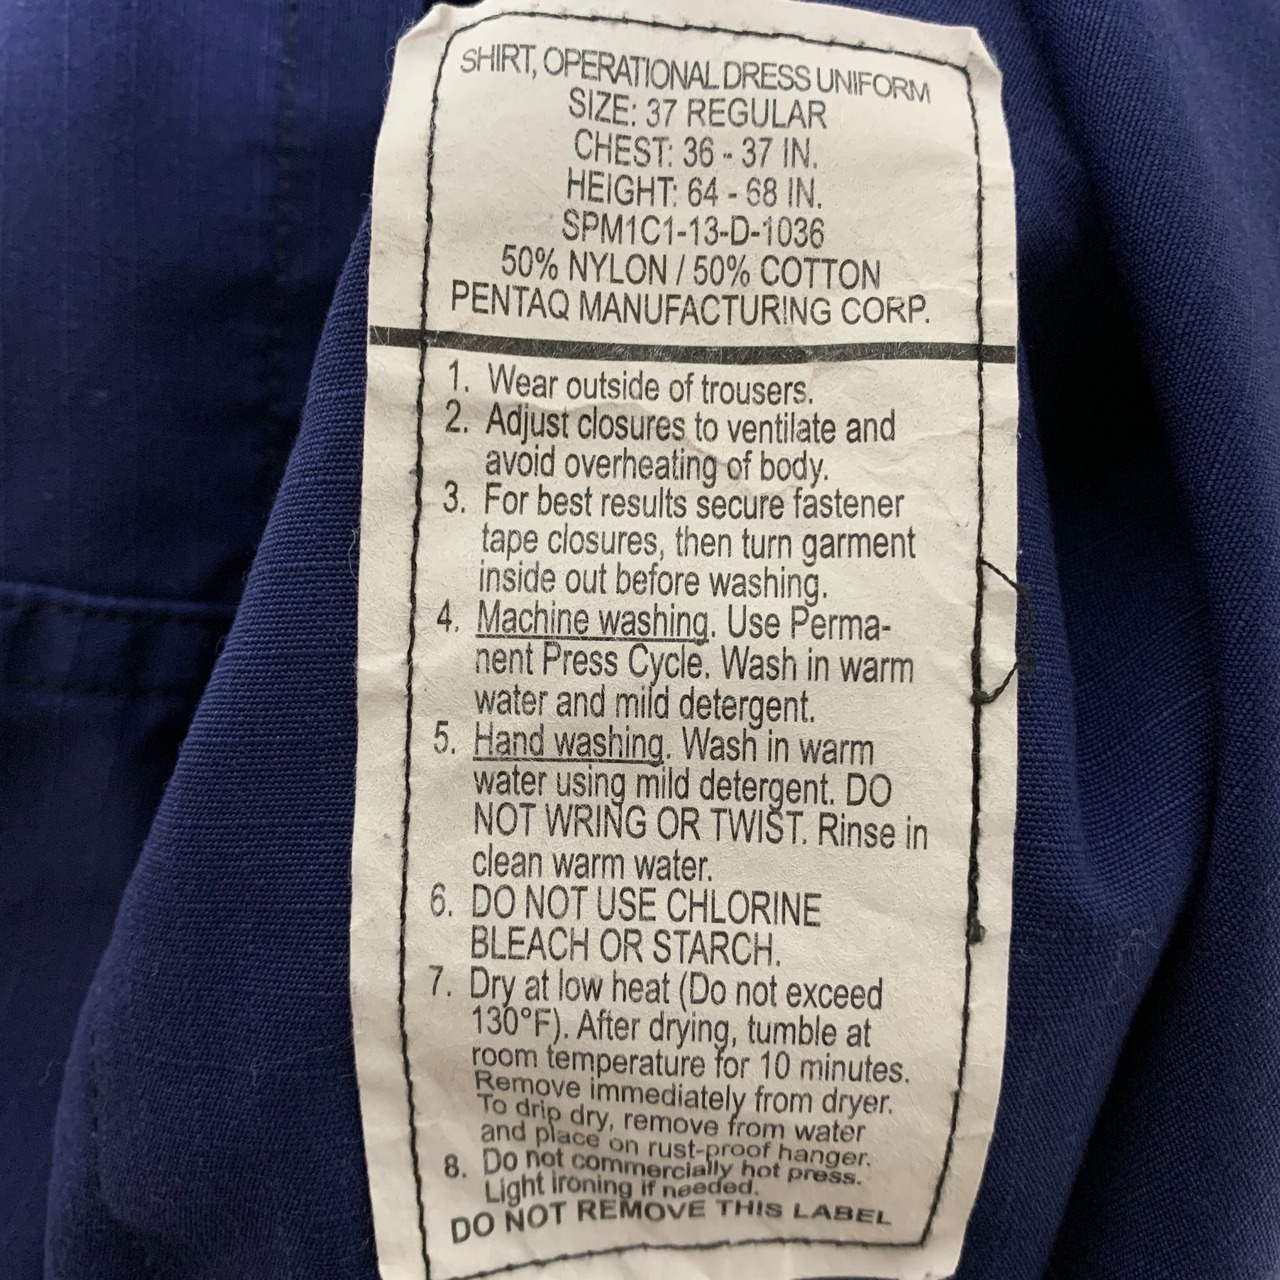 SHIRT, OPERATIONAL DRESS UNIFORM
SIZE: 37 REGULAR
CHEST: 36 - 37 IN.
HEIGHT: 64 - 68 IN.
SPM1C1-13-D-1036
50% NYLON / 50% COTTON
PENTAQ MANUFACTURING CORP.
1. Wear outside of trousers.
2. Adjust closures to ventilate and
avoid overheating of body.
3. For best results secure fastener
tape closures, then turn garment
inside out before washing.
4. Machine washing. Use Perma-
nent Press Cycle. Wash in warm
water and mild detergent.
5. Hand washing. Wash in warm
water using mild detergent. DO
NOT WRING OR TWIST. Rinse in
clean warm water.
6. DO NOT USE CHLORINE
BLEACH OR STARCH.
7. Dry at low heat (Do not exceed
130°F). After drying, tumble at
room temperature for 10 minutes.
Remove immediately from dryer.
To drip dry, remove from water
and place on rust-proof hanger.
8. Do not commercially hot press.
Light ironing if needed.
DO NOT REMOVE THIS LABEL